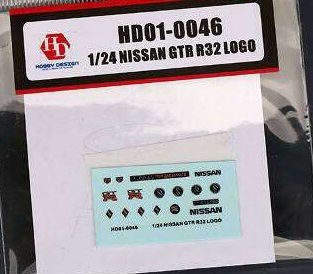 HD01-0046
HD
HOBBY DESIGN
1/24 NISSAN GTR R32 LOGO
NISSAN
NISSAN
HD01-0046
1/24 NISSAN GTR R32 LOGO